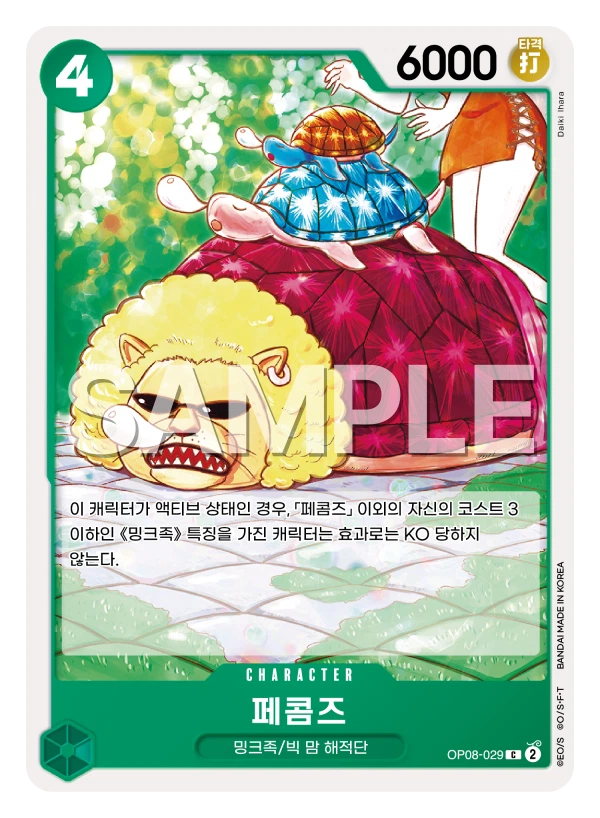 4
6000
타격
打
Daiki Ihara
SAMPLE
이 캐릭터가 액티브 상태인 경우, 「페콤즈」 이외의 자신의 코스트 3
이하인 《밍크족》 특징을 가진 캐릭터는 효과로는 KO 당하지
않는다.
CHARACTER
페콤즈
밍크족/빅 맘 해적단
OP08-029 C 2
©EO/S ©O/S·F·T BANDAI MADE IN KOREA